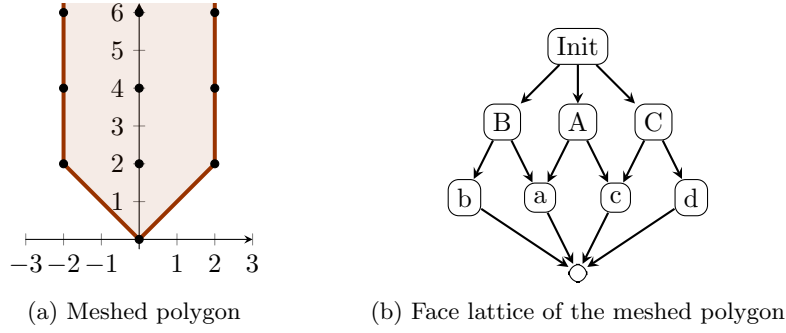 6
5
4
3
2
1
−3 −2 −1 1 2 3
(a) Meshed polygon
Init
B A C
b a c d
(b) Face lattice of the meshed polygon